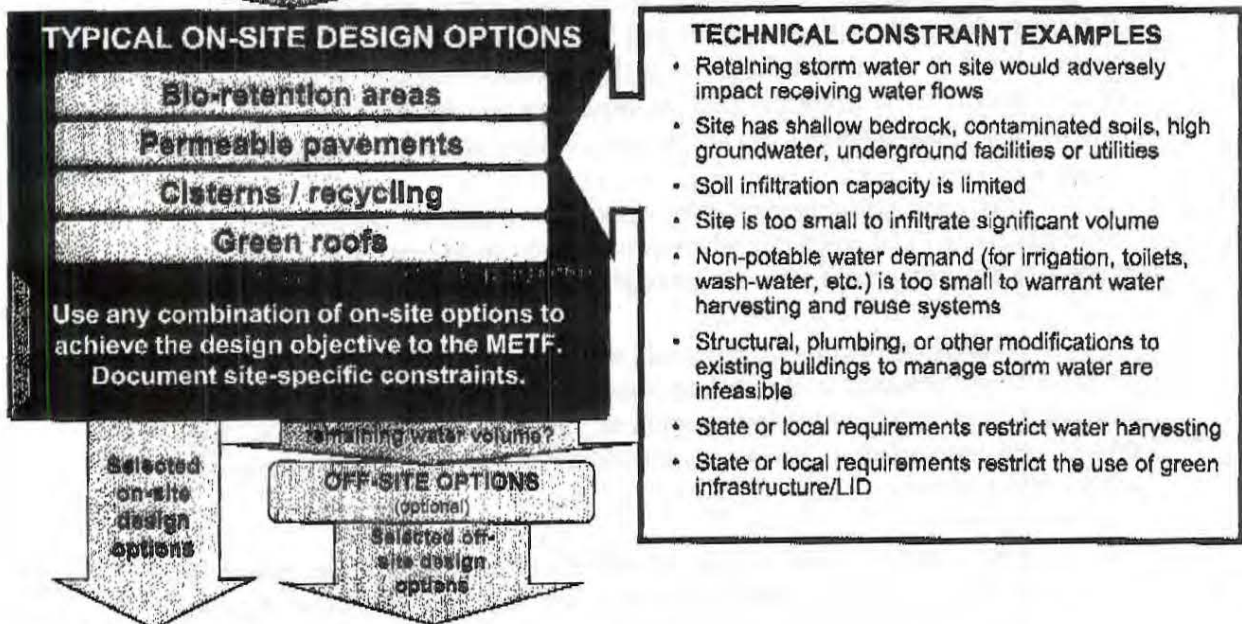 TYPICAL ON-SITE DESIGN OPTIONS
Bio-retention areas
Permeable pavements
Cisterns / recycling
Green roofs
Use any combination of on-site options to
achieve the design objective to the METF.
Document site-specific constraints.
Selected
on-site
design
options
remaining water volume?
OFF-SITE OPTIONS
(optional)
Selected off-
site design
options
TECHNICAL CONSTRAINT EXAMPLES
• Retaining storm water on site would adversely
impact receiving water flows
• Site has shallow bedrock, contaminated soils, high
groundwater, underground facilities or utilities
• Soil infiltration capacity is limited
• Site is too small to infiltrate significant volume
• Non-potable water demand (for irrigation, toilets,
wash-water, etc.) is too small to warrant water
harvesting and reuse systems
• Structural, plumbing, or other modifications to
existing buildings to manage storm water are
infeasible
• State or local requirements restrict water harvesting
• State or local requirements restrict the use of green
infrastructure/LID